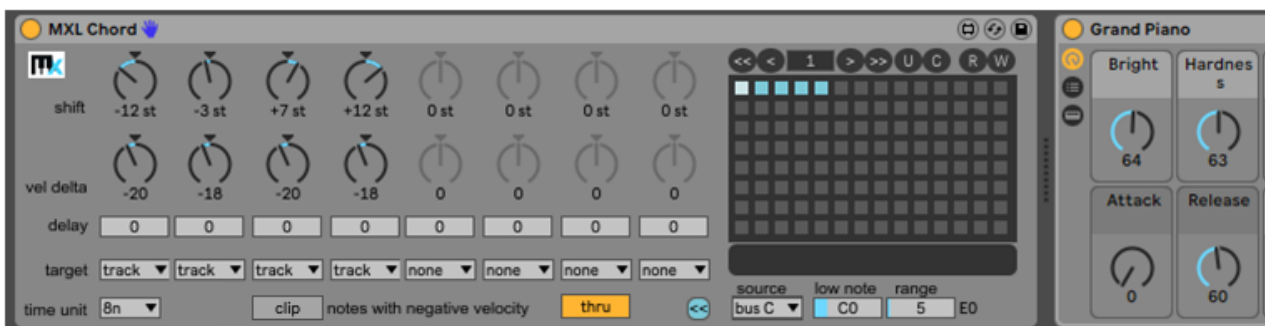 MXL Chord
Grand Piano
mx
<< < 1 > >> U C R W
Bright Hardnes
s
shift -12 st -3 st +7 st +12 st 0 st 0 st 0 st 0 st
64 63
vel delta -20 -18 -20 -18 0 0 0 0
Attack Release
delay 0 0 0 0 0 0 0 0
target track track track track none none none none
source low note range
time unit 8n clip notes with negative velocity thru << bus C C0 5 E0
0 60